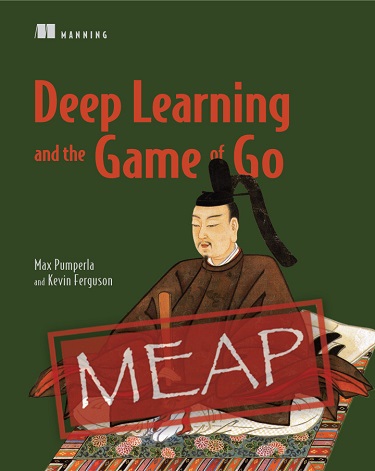 MANNING
Deep Learning
and the Game of Go
Max Pumperla
and Kevin Ferguson
MEAP